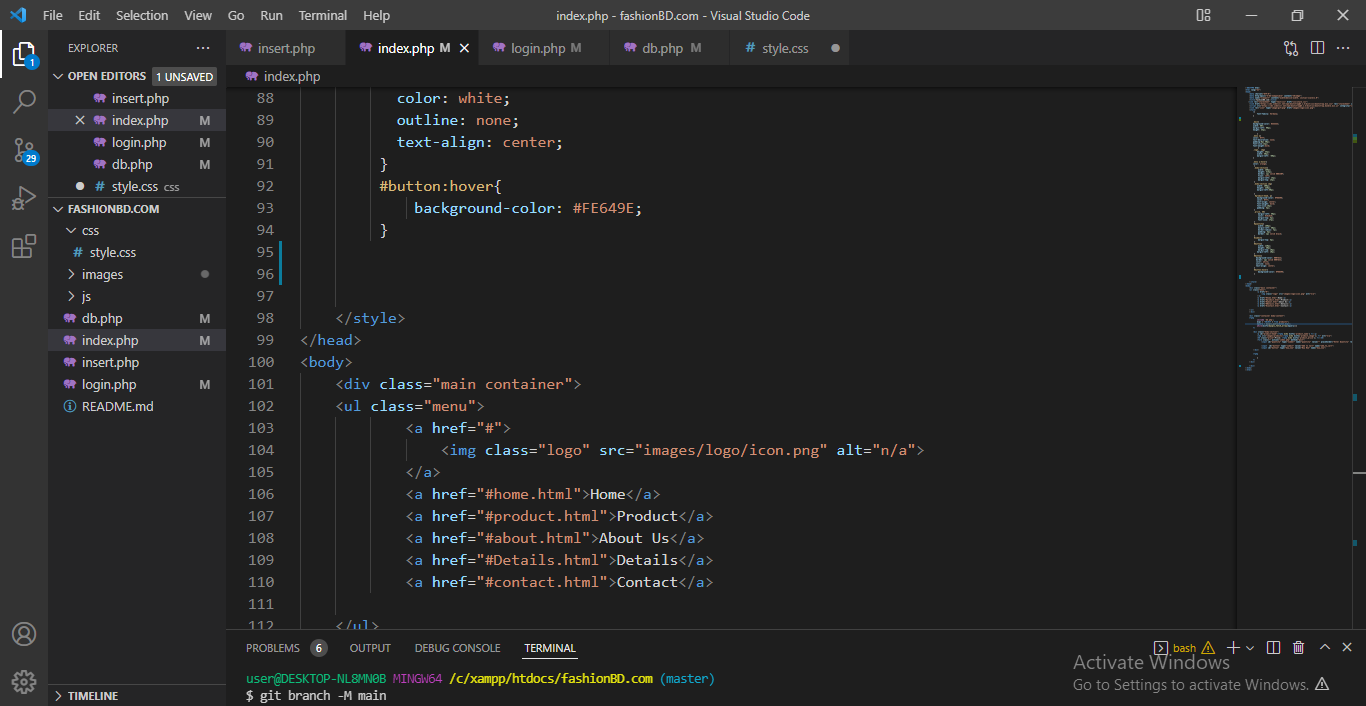 File Edit Selection View Go Run Terminal Help index.php - fashionBD.com - Visual Studio Code
EXPLORER
insert.php index.php M login.php M db.php M # style.css
OPEN EDITORS 1 UNSAVED
insert.php
index.php M
login.php M
db.php M
# style.css css
FASHIONBD.COM
css
# style.css
images
js
db.php M
index.php M
insert.php
login.php M
README.md
TIMELINE
1
29
index.php
88 color: white;
89 outline: none;
90 text-align: center;
91 }
92 #button:hover{
93 background-color: #FE649E;
94 }
95
96
97
98 </style>
99 </head>
100 <body>
101 <div class="main container">
102 <ul class="menu">
103 <a href="#">
104 <img class="logo" src="images/logo/icon.png" alt="n/a">
105 </a>
106 <a href="#home.html">Home</a>
107 <a href="#product.html">Product</a>
108 <a href="#about.html">About Us</a>
109 <a href="#Details.html">Details</a>
110 <a href="#contact.html">Contact</a>
111
112 </ul>
PROBLEMS 6 OUTPUT DEBUG CONSOLE TERMINAL bash
user@DESKTOP-NL8MN0B MINGW64 /c/xampp/htdocs/fashionBD.com (master)
$ git branch -M main
Activate Windows
Go to Settings to activate Windows.